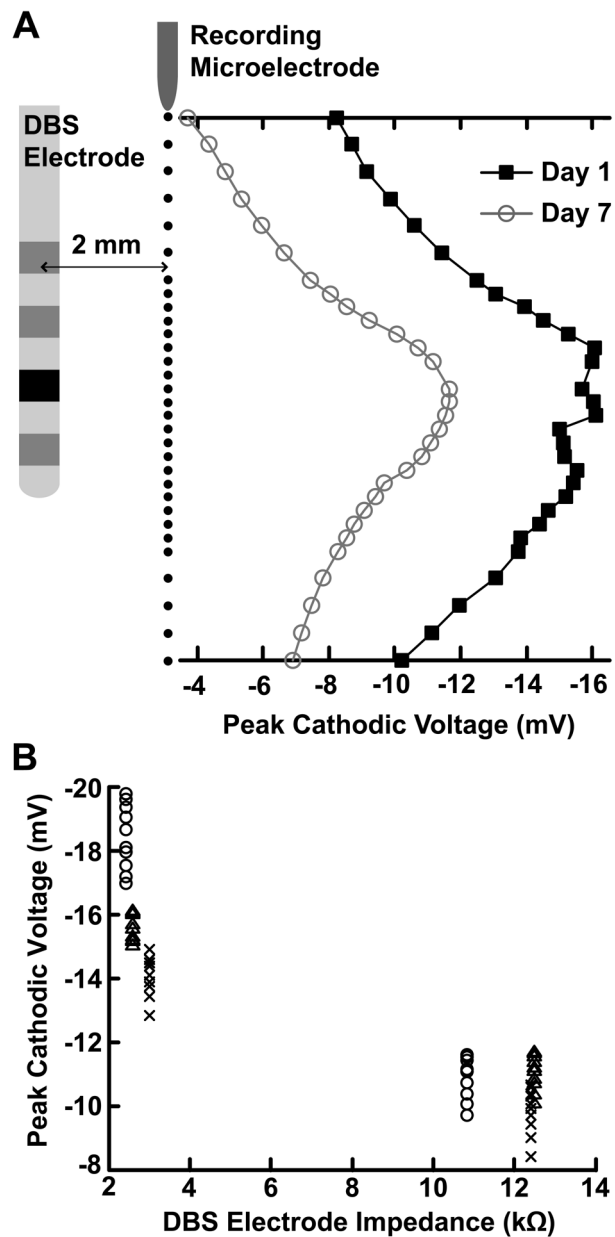 A
Recording
Microelectrode
DBS
Electrode
2 mm
Day 1
Day 7
-4 -6 -8 -10 -12 -14 -16
Peak Cathodic Voltage (mV)
B
Peak Cathodic Voltage (mV)
-20
-18
-16
-14
-12
-10
-8
2 4 6 8 10 12 14
DBS Electrode Impedance (kΩ)